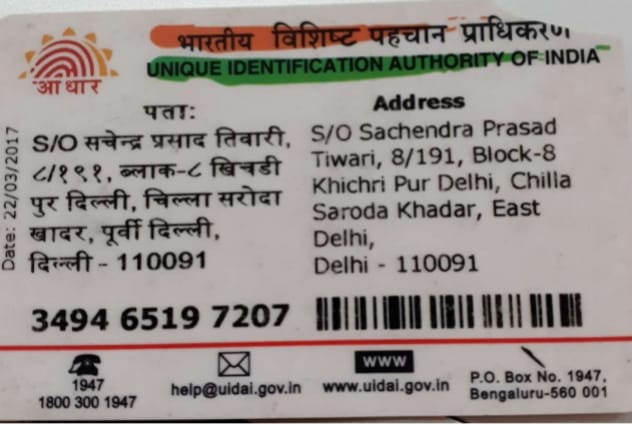 भारतीय विशिष्ट पहचान प्राधिकरण
UNIQUE IDENTIFICATION AUTHORITY OF INDIA
आधार
पता:
S/O सचेन्द्र प्रसाद तिवारी,
८/१९१, ब्लाक-८ खिचडी
पुर दिल्ली, चिल्ला सरोदा
खादर, पूर्वी दिल्ली,
दिल्ली - 110091
Address
S/O Sachendra Prasad
Tiwari, 8/191, Block-8
Khichri Pur Delhi, Chilla
Saroda Khadar, East
Delhi,
Delhi - 110091
Date: 22/03/2017
3494 6519 7207
1947
1800 300 1947
help@uidai.gov.in
WWW
www.uidai.gov.in
P.O. Box No. 1947,
Bengaluru-560 001